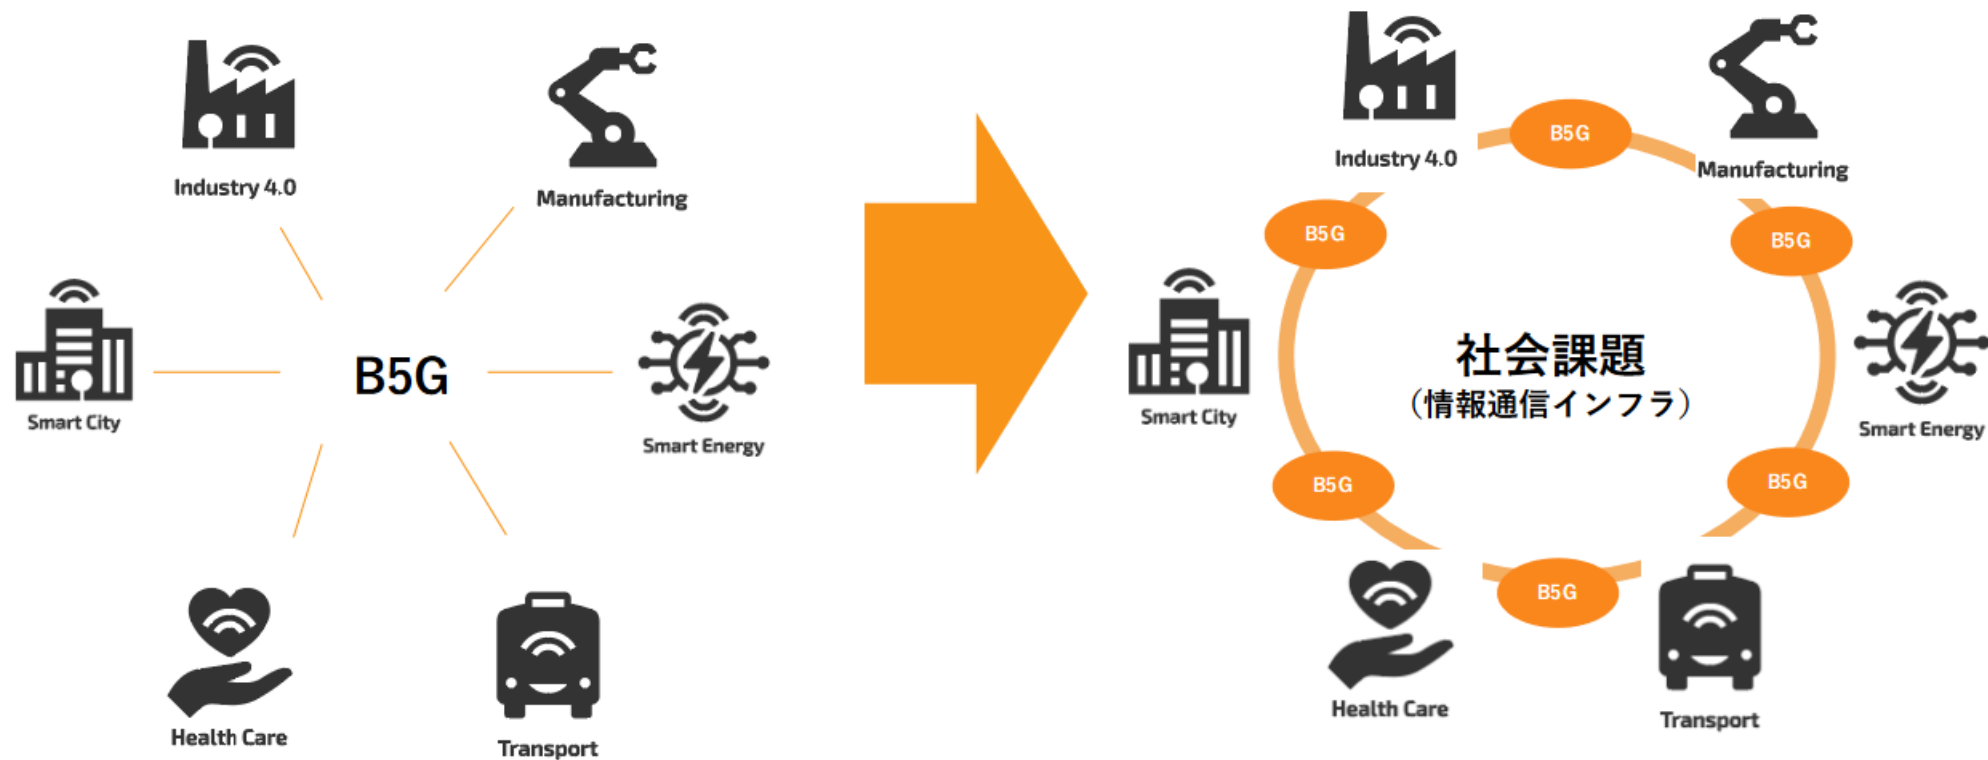 Industry 4.0
Manufacturing
Smart City
B5G
Smart Energy
Health Care
Transport
Industry 4.0
B5G
Manufacturing
B5G
B5G
Smart City
社会課題
（情報通信インフラ）
Smart Energy
B5G
B5G
B5G
Health Care
Transport